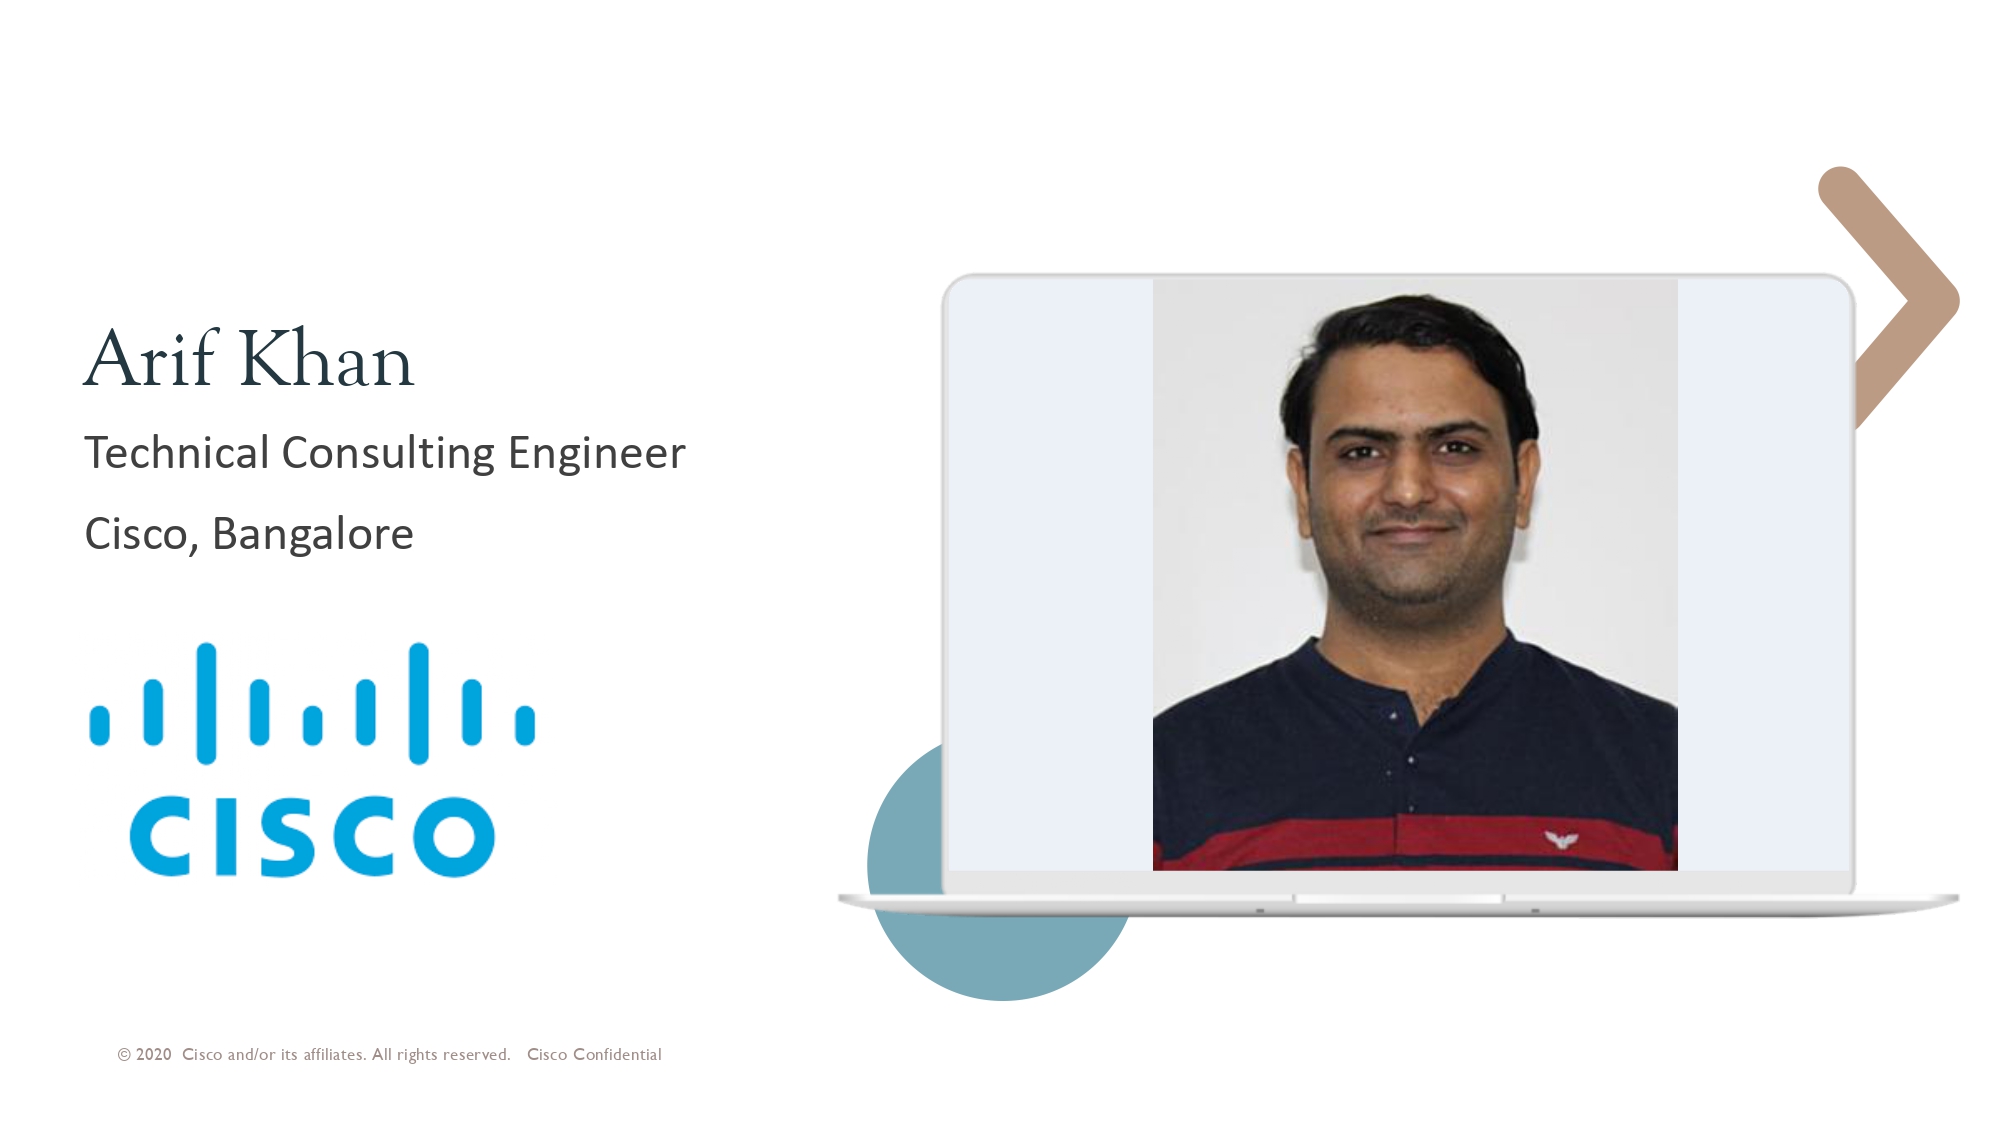 Arif Khan
Technical Consulting Engineer
Cisco, Bangalore
CISCO
© 2020 Cisco and/or its affiliates. All rights reserved. Cisco Confidential